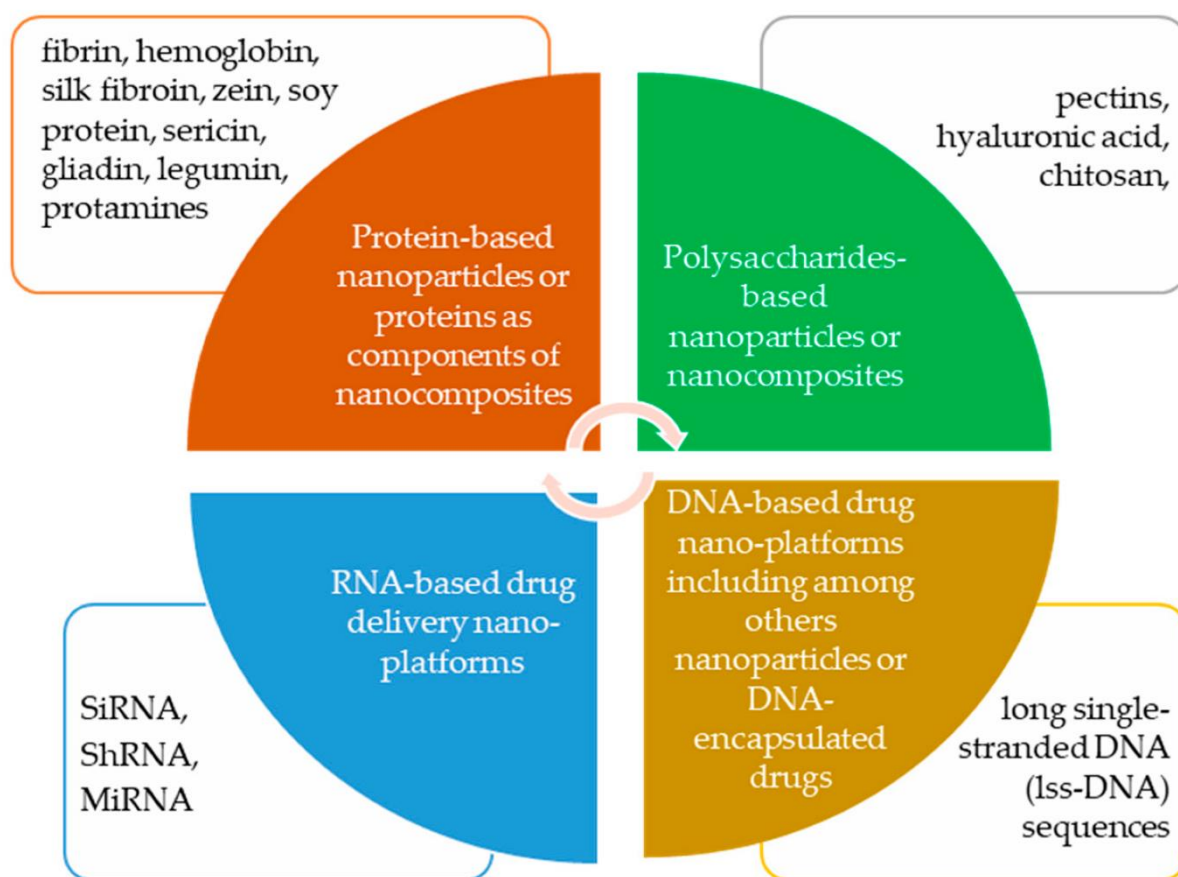 fibrin, hemoglobin,
silk fibroin, zein, soy
protein, sericin,
gliadin, legumin,
protamines
Protein-based
nanoparticles or
proteins as
components of
nanocomposites
pectins,
hyaluronic acid,
chitosan,
Polysaccharides-
based
nanoparticles or
nanocomposites
RNA-based drug
delivery nano-
platforms
SiRNA,
ShRNA,
MiRNA
DNA-based drug
nano-platforms
including among
others
nanoparticles or
DNA-
encapsulated
drugs
long single-
stranded DNA
(lss-DNA)
sequences